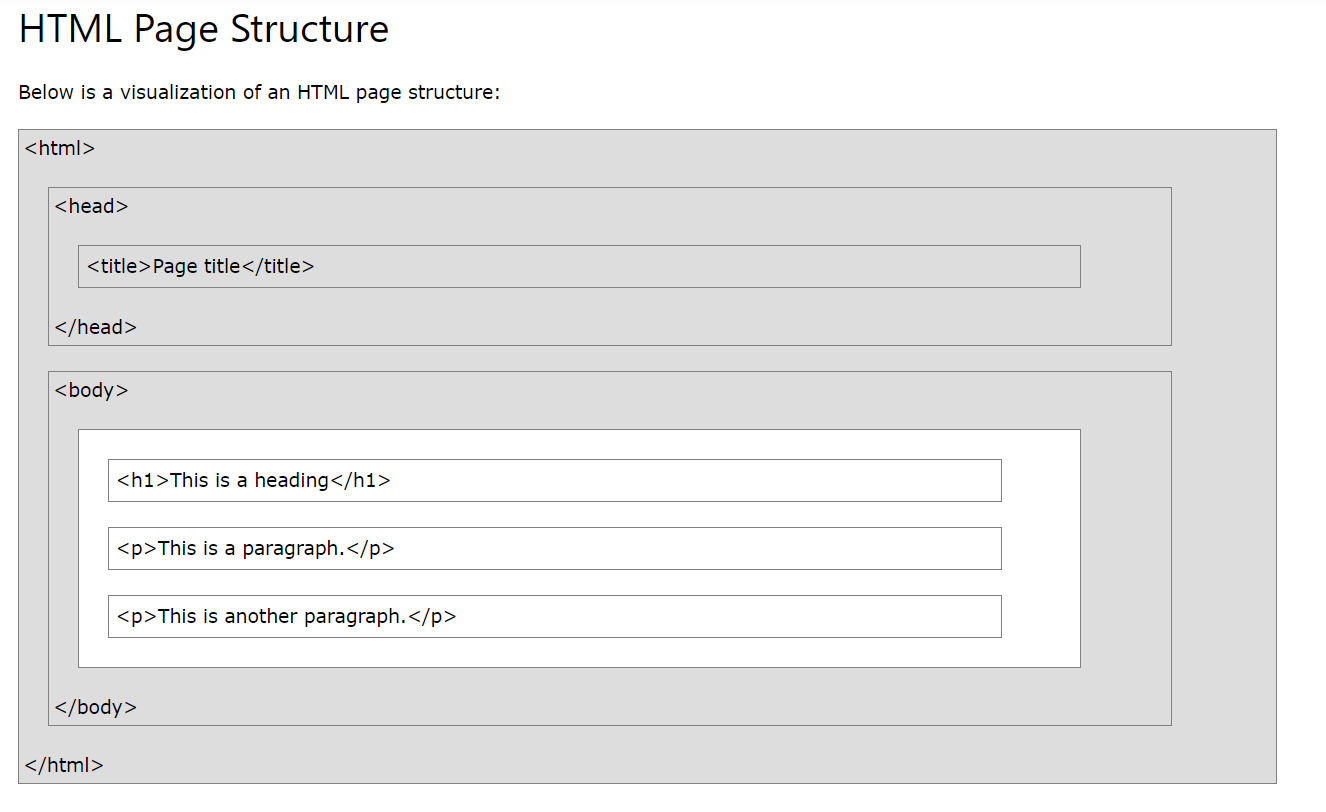 HTML Page Structure
Below is a visualization of an HTML page structure:
<html>
<head>
<title>Page title</title>
</head>
<body>
<h1>This is a heading</h1>
<p>This is a paragraph.</p>
<p>This is another paragraph.</p>
</body>
</html>